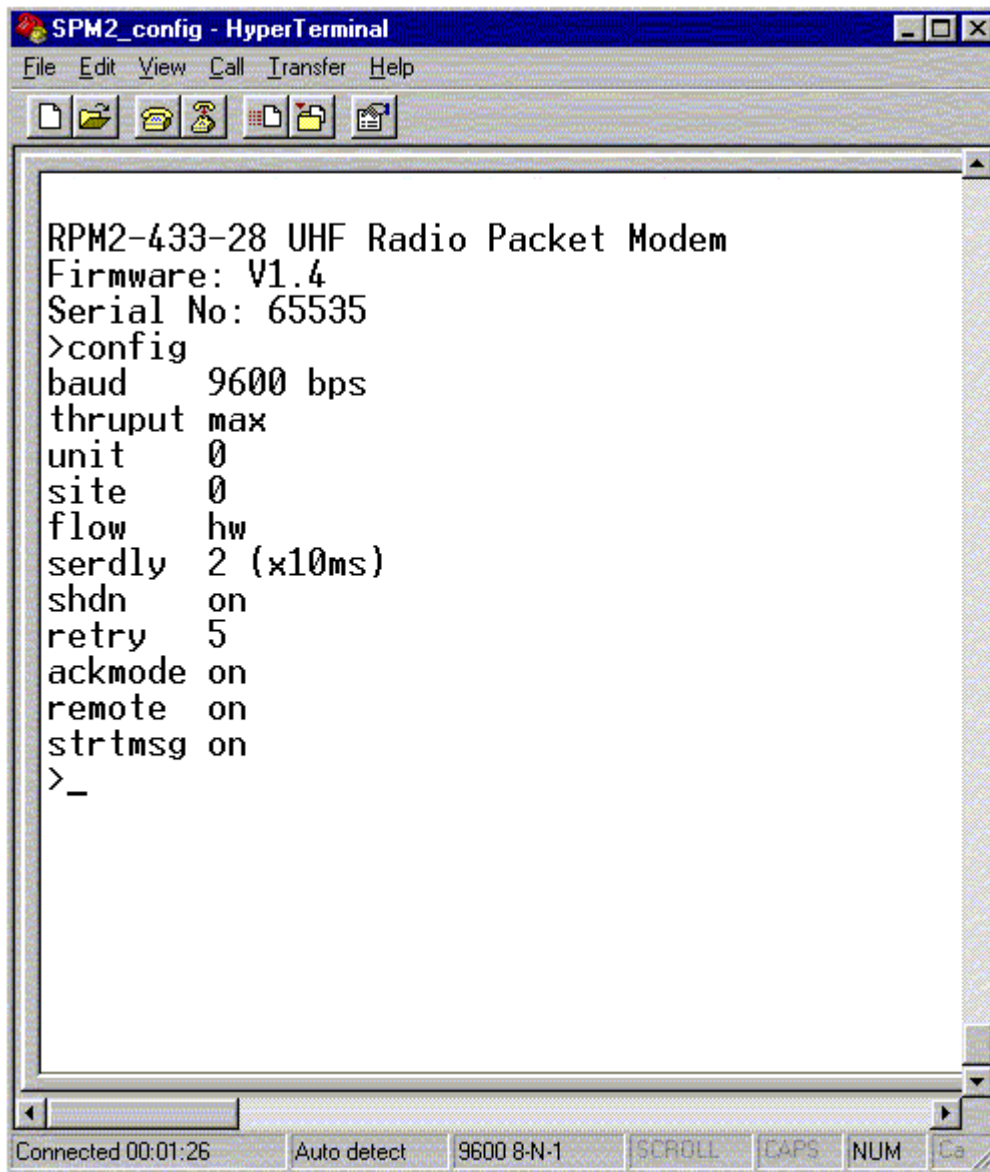 SPM2_config - HyperTerminal
File Edit View Call Transfer Help
RPM2-433-28 UHF Radio Packet Modem
Firmware: V1.4
Serial No: 65535
>config
baud 9600 bps
thruput max
unit 0
site 0
flow hw
serdly 2 (x10ms)
shdn on
retry 5
ackmode on
remote on
strtmsg on
>_
Connected 00:01:26 Auto detect 9600 8-N-1 SCROLL CAPS NUM Ca